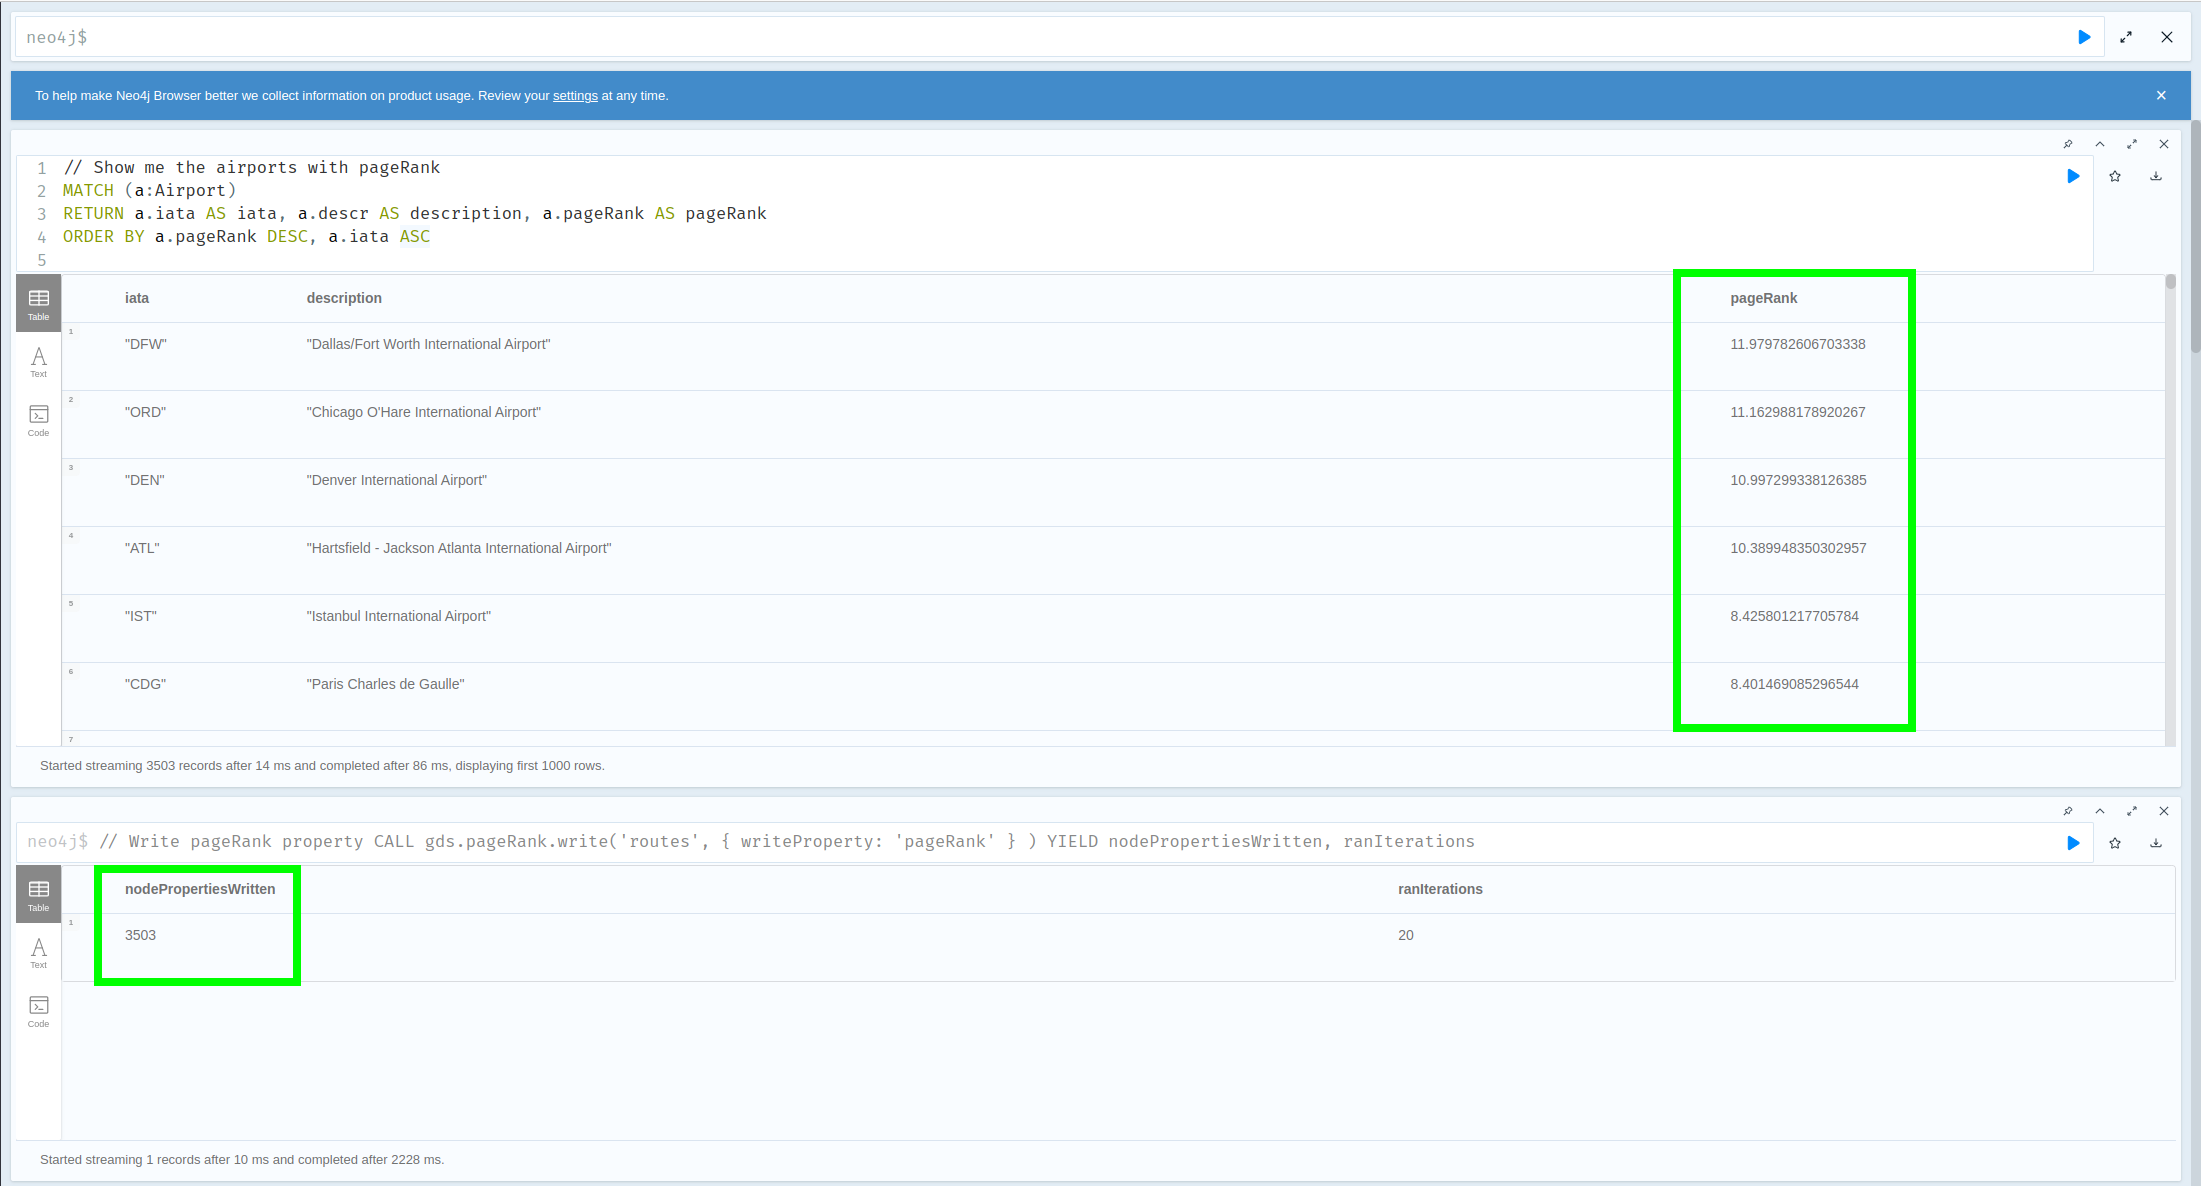 neo4j$
To help make Neo4j Browser better we collect information on product usage. Review your settings at any time.
1 // Show me the airports with pageRank
2 MATCH (a:Airport)
3 RETURN a.iata AS iata, a.descr AS description, a.pageRank AS pageRank
4 ORDER BY a.pageRank DESC, a.iata ASC
5
Table
Text
Code
iata description pageRank
1 "DFW" "Dallas/Fort Worth International Airport" 11.979782606703338
2 "ORD" "Chicago O'Hare International Airport" 11.162988178920267
3 "DEN" "Denver International Airport" 10.997299338126385
4 "ATL" "Hartsfield - Jackson Atlanta International Airport" 10.389948350302957
5 "IST" "Istanbul International Airport" 8.425801217705784
6 "CDG" "Paris Charles de Gaulle" 8.401469085296544
7
Started streaming 3503 records after 14 ms and completed after 86 ms, displaying first 1000 rows.
neo4j$ // Write pageRank property CALL gds.pageRank.write('routes', { writeProperty: 'pageRank' } ) YIELD nodePropertiesWritten, ranIterations
Table
Text
Code
nodePropertiesWritten ranIterations
1 3503 20
Started streaming 1 records after 10 ms and completed after 2228 ms.